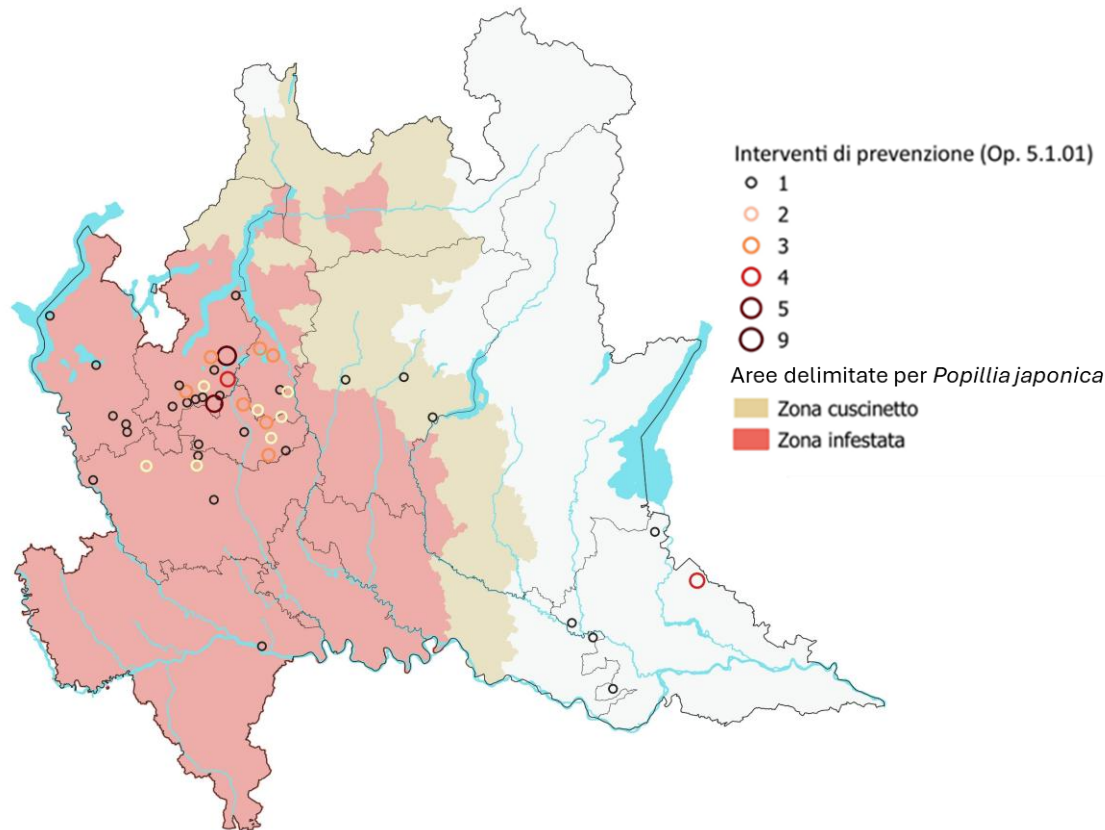 Interventi di prevenzione (Op. 5.1.01)
1
2
3
4
5
9
Aree delimitate per Popillia japonica
Zona cuscinetto
Zona infestata